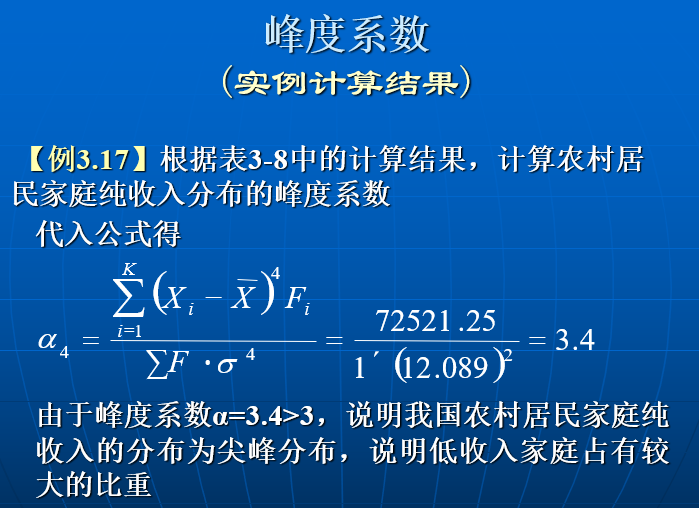 峰度系数
(实例计算结果)
【例3.17】根据表3-8中的计算结果，计算农村居
民家庭纯收入分布的峰度系数
代入公式得
α₄ = \frac{\sum_{i=1}^{K} (X_i - \overline{X})^4 F_i}{\sum F \cdot σ^4} = \frac{72521.25}{1 ´ (12.089)^2} = 3.4
由于峰度系数α=3.4>3，说明我国农村居民家庭纯
收入的分布为尖峰分布，说明低收入家庭占有较
大的比重